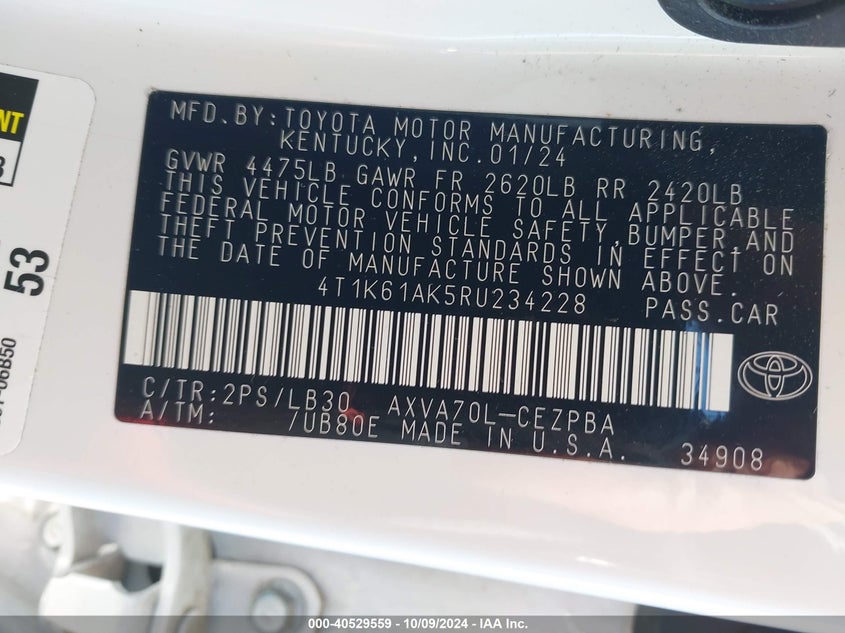 MFD.BY:TOYOTA MOTOR MANUFACTURING,
KENTUCKY,INC.01/24
GVWR 4475LB GAWR FR 2620LB RR 2420LB
THIS VEHICLE CONFORMS TO ALL APPLICABLE
FEDERAL MOTOR VEHICLE SAFETY,BUMPER,AND
THEFT PREVENTION STANDARDS IN EFFECT ON
THE DATE OF MANUFACTURE SHOWN ABOVE.
4T1K61AK5RU234228 PASS.CAR
C/TR:2PS/LB30 AXVA70L-CEZPBA
A/TM: /UB80E MADE IN U.S.A. 34908
53
000-40529559 - 10/09/2024 - IAA Inc.